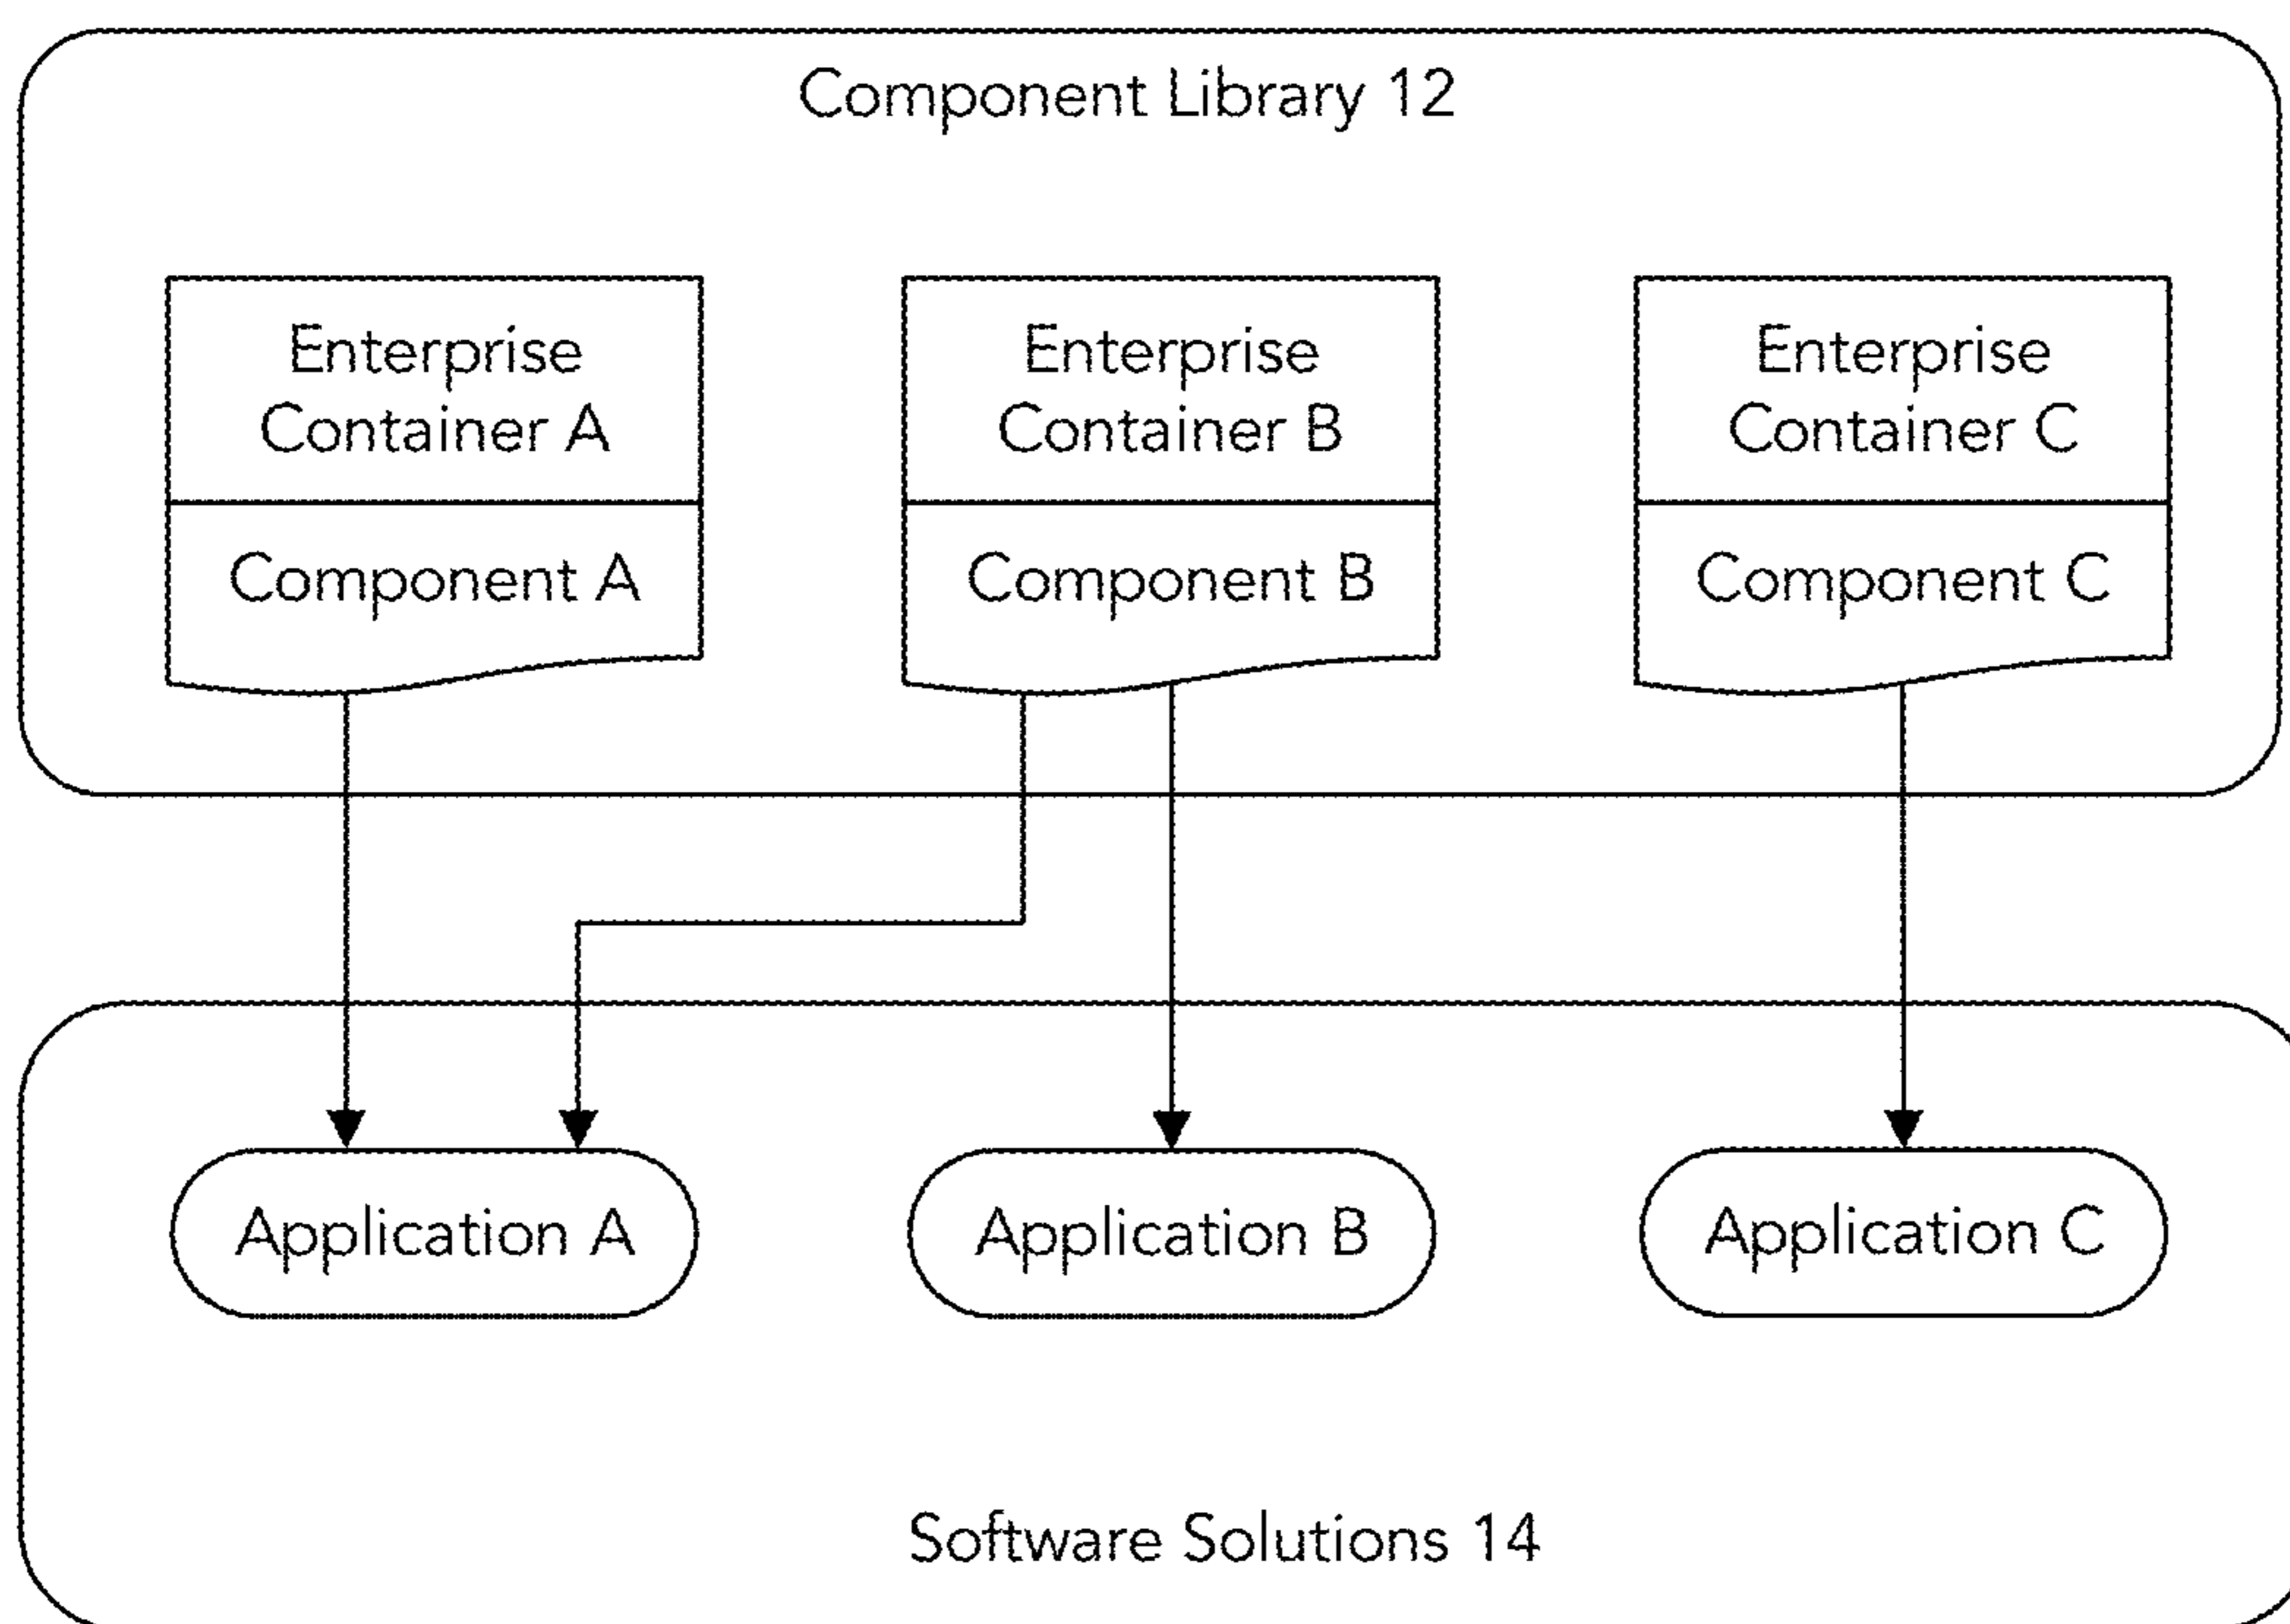 Component Library 12
Enterprise
Container A
Component A
Enterprise
Container B
Component B
Enterprise
Container C
Component C
Application A
Application B
Application C
Software Solutions 14